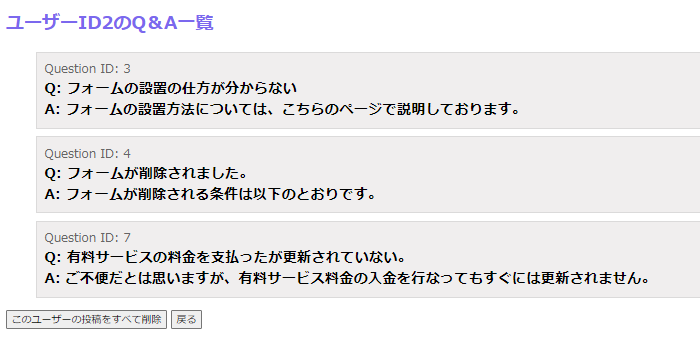 ユーザーID2のQ＆A一覧
Question ID: 3
Q: フォームの設置の仕方が分からない
A: フォームの設置方法については、こちらのページで説明しております。
Question ID: 4
Q: フォームが削除されました。
A: フォームが削除される条件は以下のとおりです。
Question ID: 7
Q: 有料サービスの料金を支払ったが更新されていない。
A: ご不便だとは思いますが、有料サービス料金の入金を行なってもすぐには更新されません。
このユーザーの投稿をすべて削除 戻る